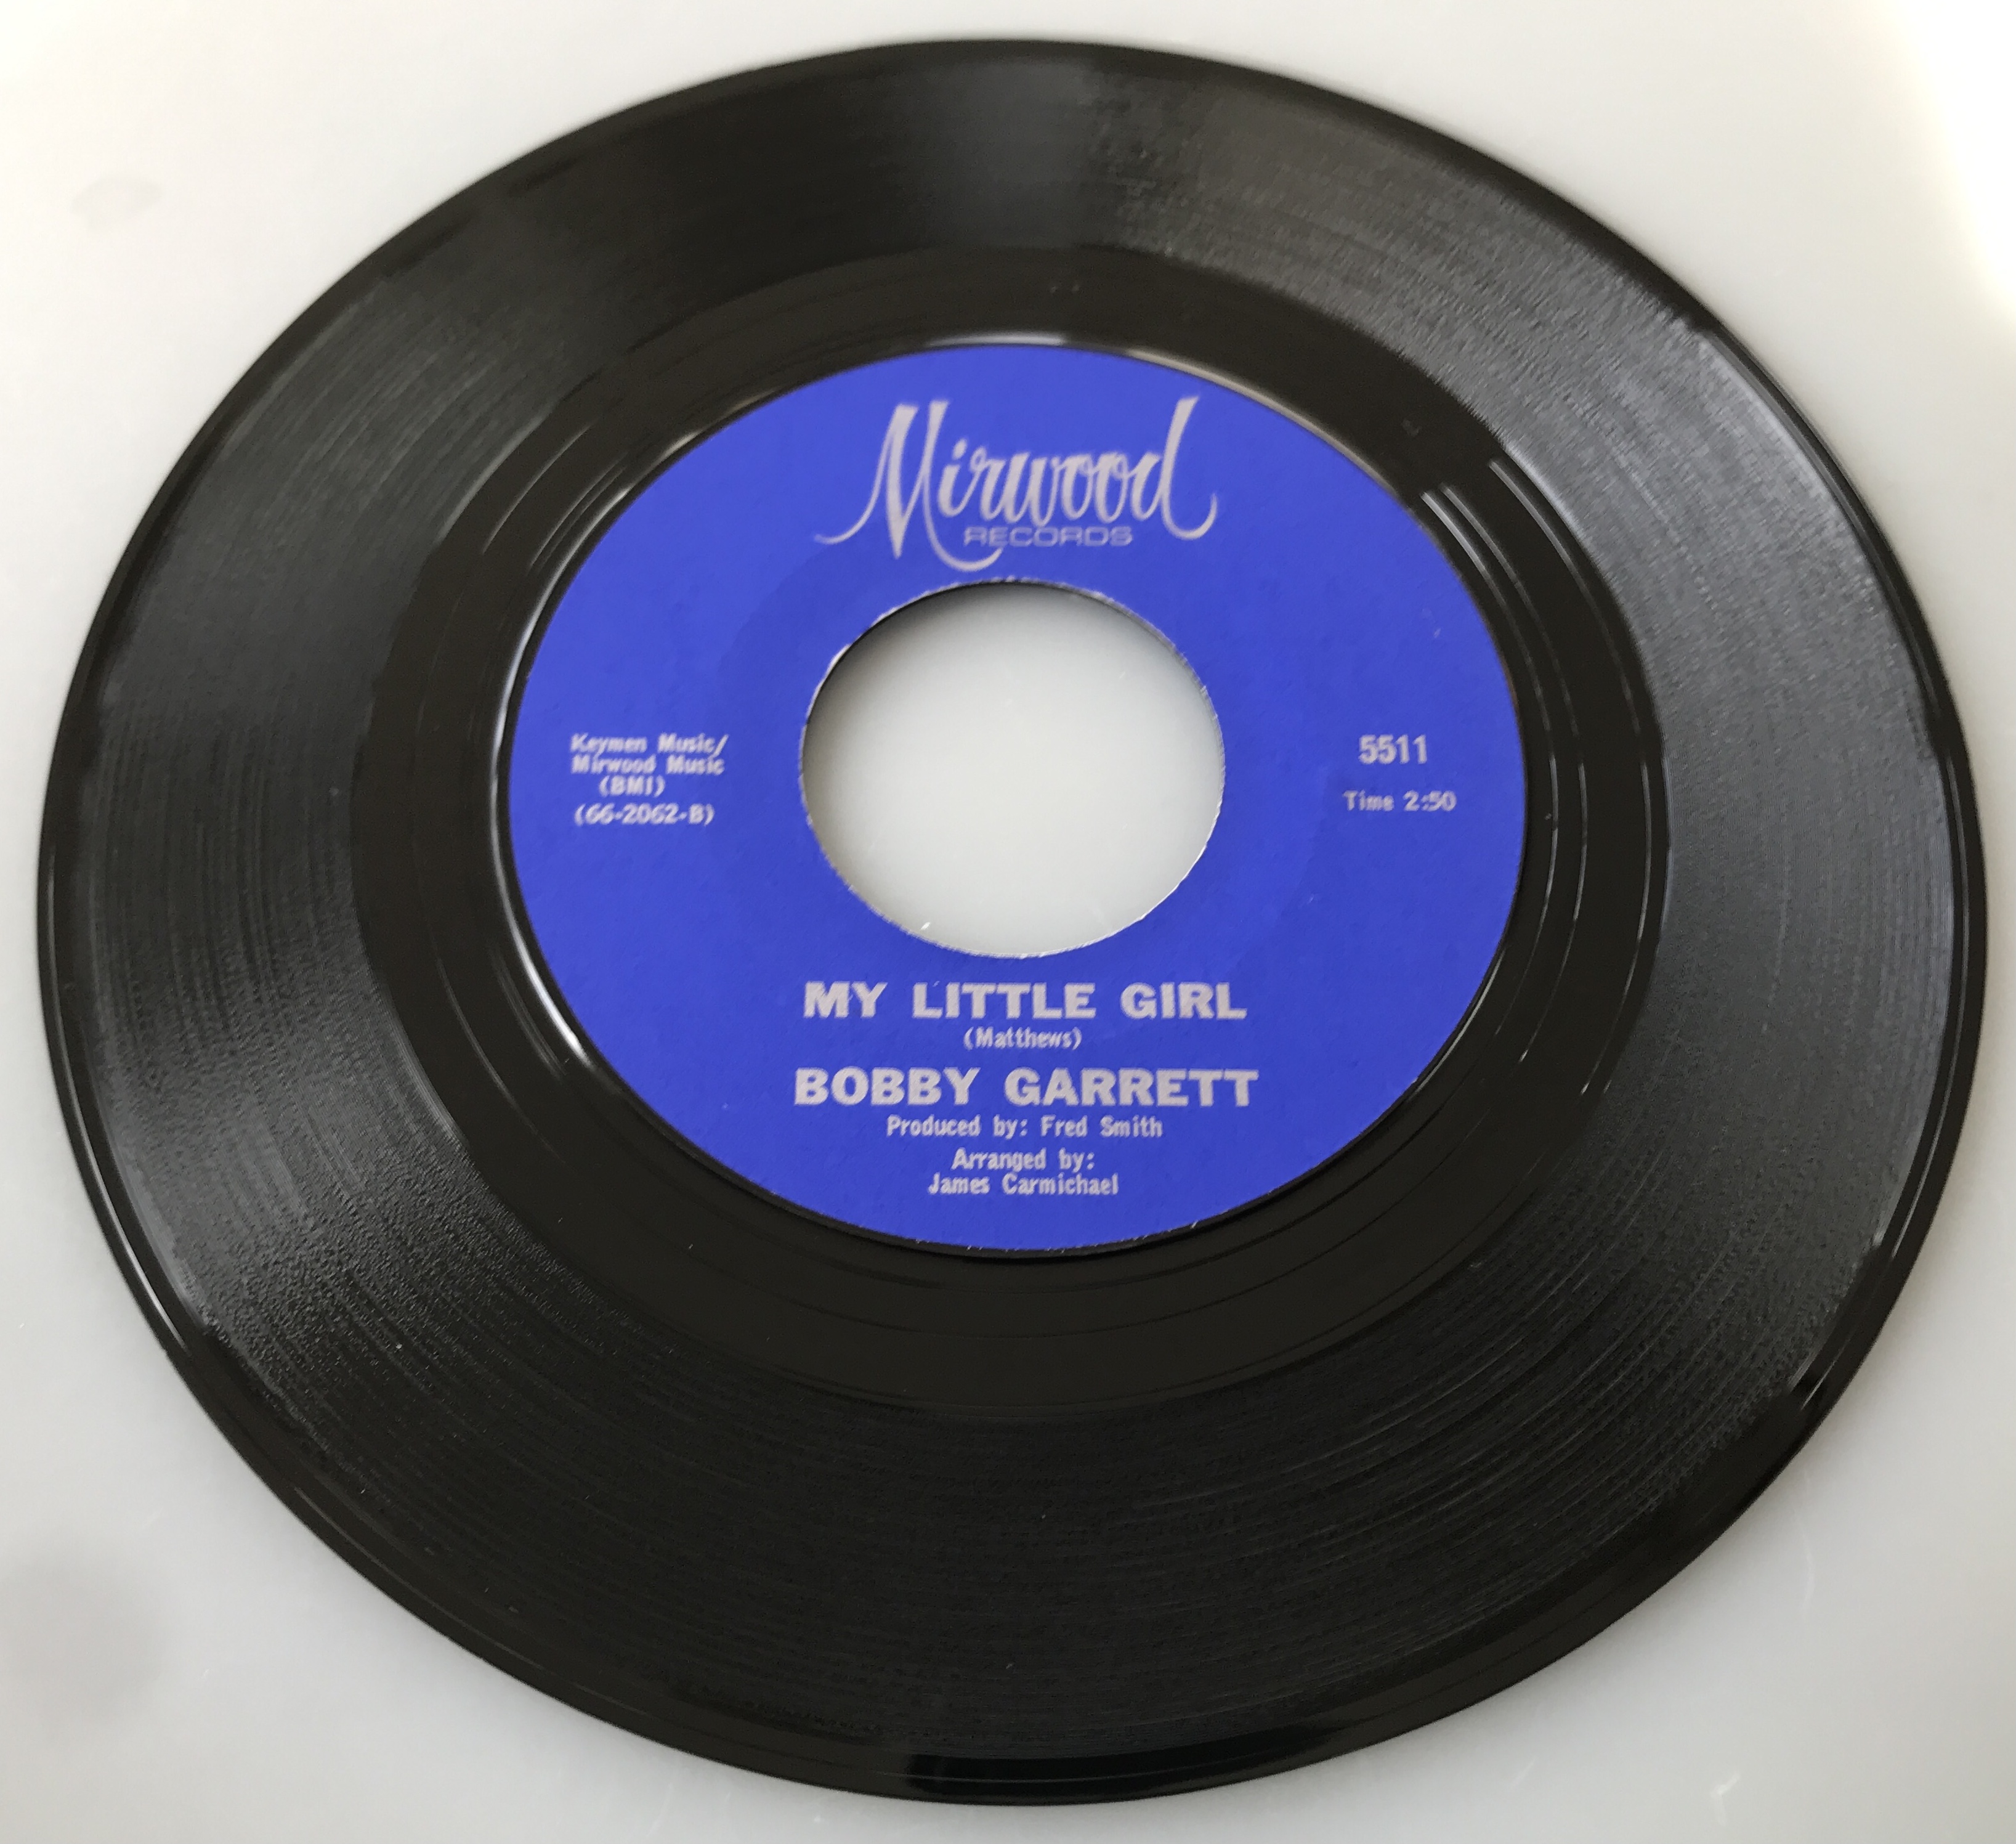 Mirwood
RECORDS
Keymen Music/
Mirwood Music
(BMI)
(66-2062-B)
5511
Time 2:50
MY LITTLE GIRL
(Matthews)
BOBBY GARRETT
Produced by: Fred Smith
Arranged by:
James Carmichael